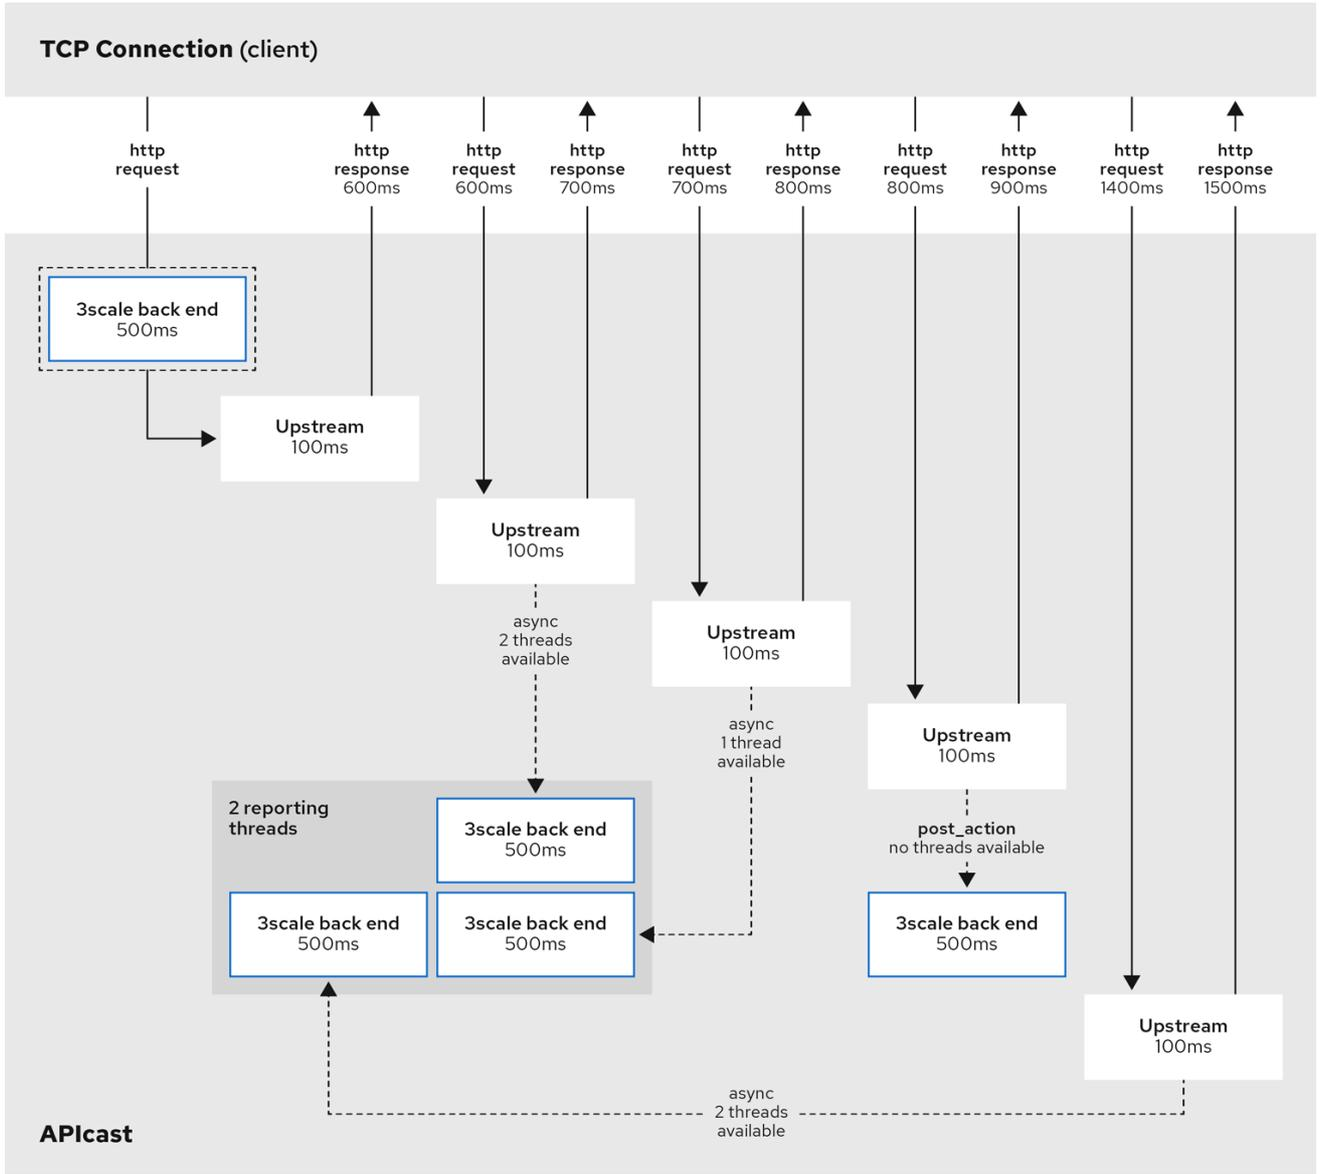 TCP Connection (client)
http
request
http
response
600ms
http
request
600ms
http
response
700ms
http
request
700ms
http
response
800ms
http
request
800ms
http
response
900ms
http
request
1400ms
http
response
1500ms
3scale back end
500ms
Upstream
100ms
Upstream
100ms
async
2 threads
available
Upstream
100ms
async
1 thread
available
Upstream
100ms
post_action
no threads available
2 reporting
threads
3scale back end
500ms
3scale back end
500ms
3scale back end
500ms
3scale back end
500ms
Upstream
100ms
async
2 threads
available
APIcast